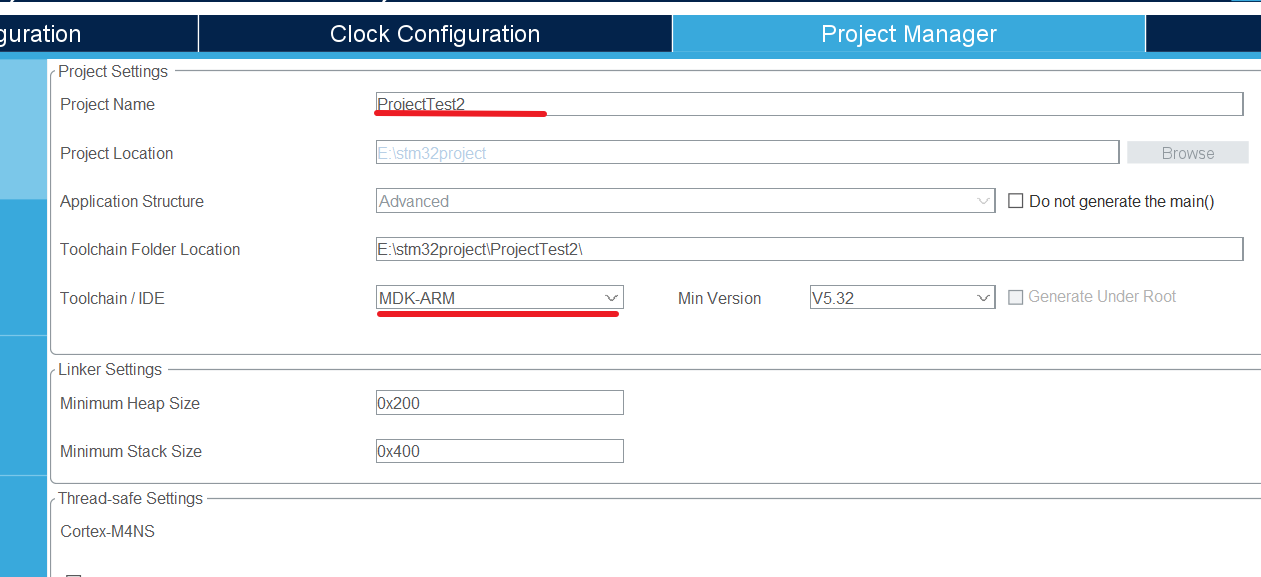 guration Clock Configuration Project Manager
Project Settings
Project Name ProjectTest2
Project Location E:\stm32project Browse
Application Structure Advanced Do not generate the main()
Toolchain Folder Location E:\stm32project\ProjectTest2\
Toolchain / IDE MDK-ARM Min Version V5.32 Generate Under Root
Linker Settings
Minimum Heap Size 0x200
Minimum Stack Size 0x400
Thread-safe Settings
Cortex-M4NS